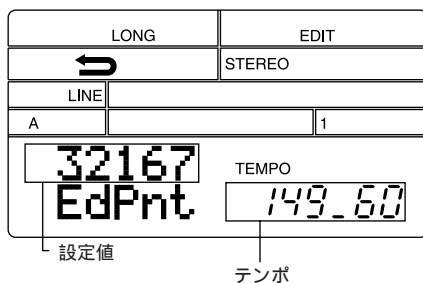 LONG EDIT
STEREO
LINE
A 1
32167
TEMPO
EdPnt 149_60
設定値
テンポ